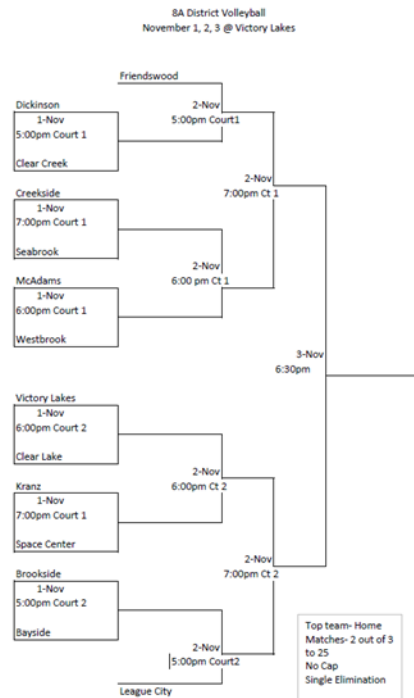 8A District Volleyball
November 1, 2, 3 @ Victory Lakes
Friendswood
Dickinson
1-Nov
5:00pm Court 1
Clear Creek
2-Nov
5:00pm Court1
Creekside
1-Nov
7:00pm Court 1
Seabrook
2-Nov
7:00pm Ct 1
McAdams
1-Nov
6:00pm Court 1
Westbrook
2-Nov
6:00 pm Ct 1
3-Nov
6:30pm
Victory Lakes
1-Nov
6:00pm Court 2
Clear Lake
2-Nov
6:00pm Ct 2
Kranz
1-Nov
7:00pm Court 1
Space Center
2-Nov
7:00pm Ct 2
Brookside
1-Nov
5:00pm Court 2
Bayside
2-Nov
5:00pm Court2
League City
Top team- Home
Matches- 2 out of 3
to 25
No Cap
Single Elimination